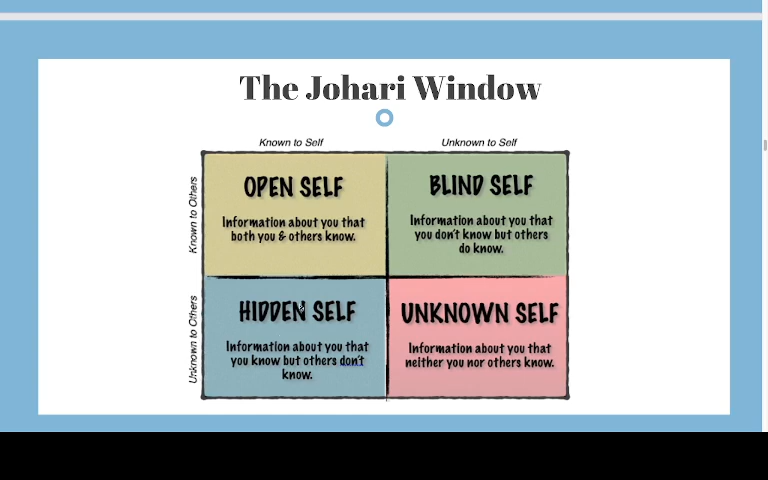 The Johari Window
Known to Self
Unknown to Self
Known to Others
OPEN SELF
Information about you that
both you & others know.
BLIND SELF
Information about you that
you don't know but others
do know.
Unknown to Others
HIDDEN SELF
Information about you that
you know but others don't
know.
UNKNOWN SELF
Information about you that
neither you nor others know.